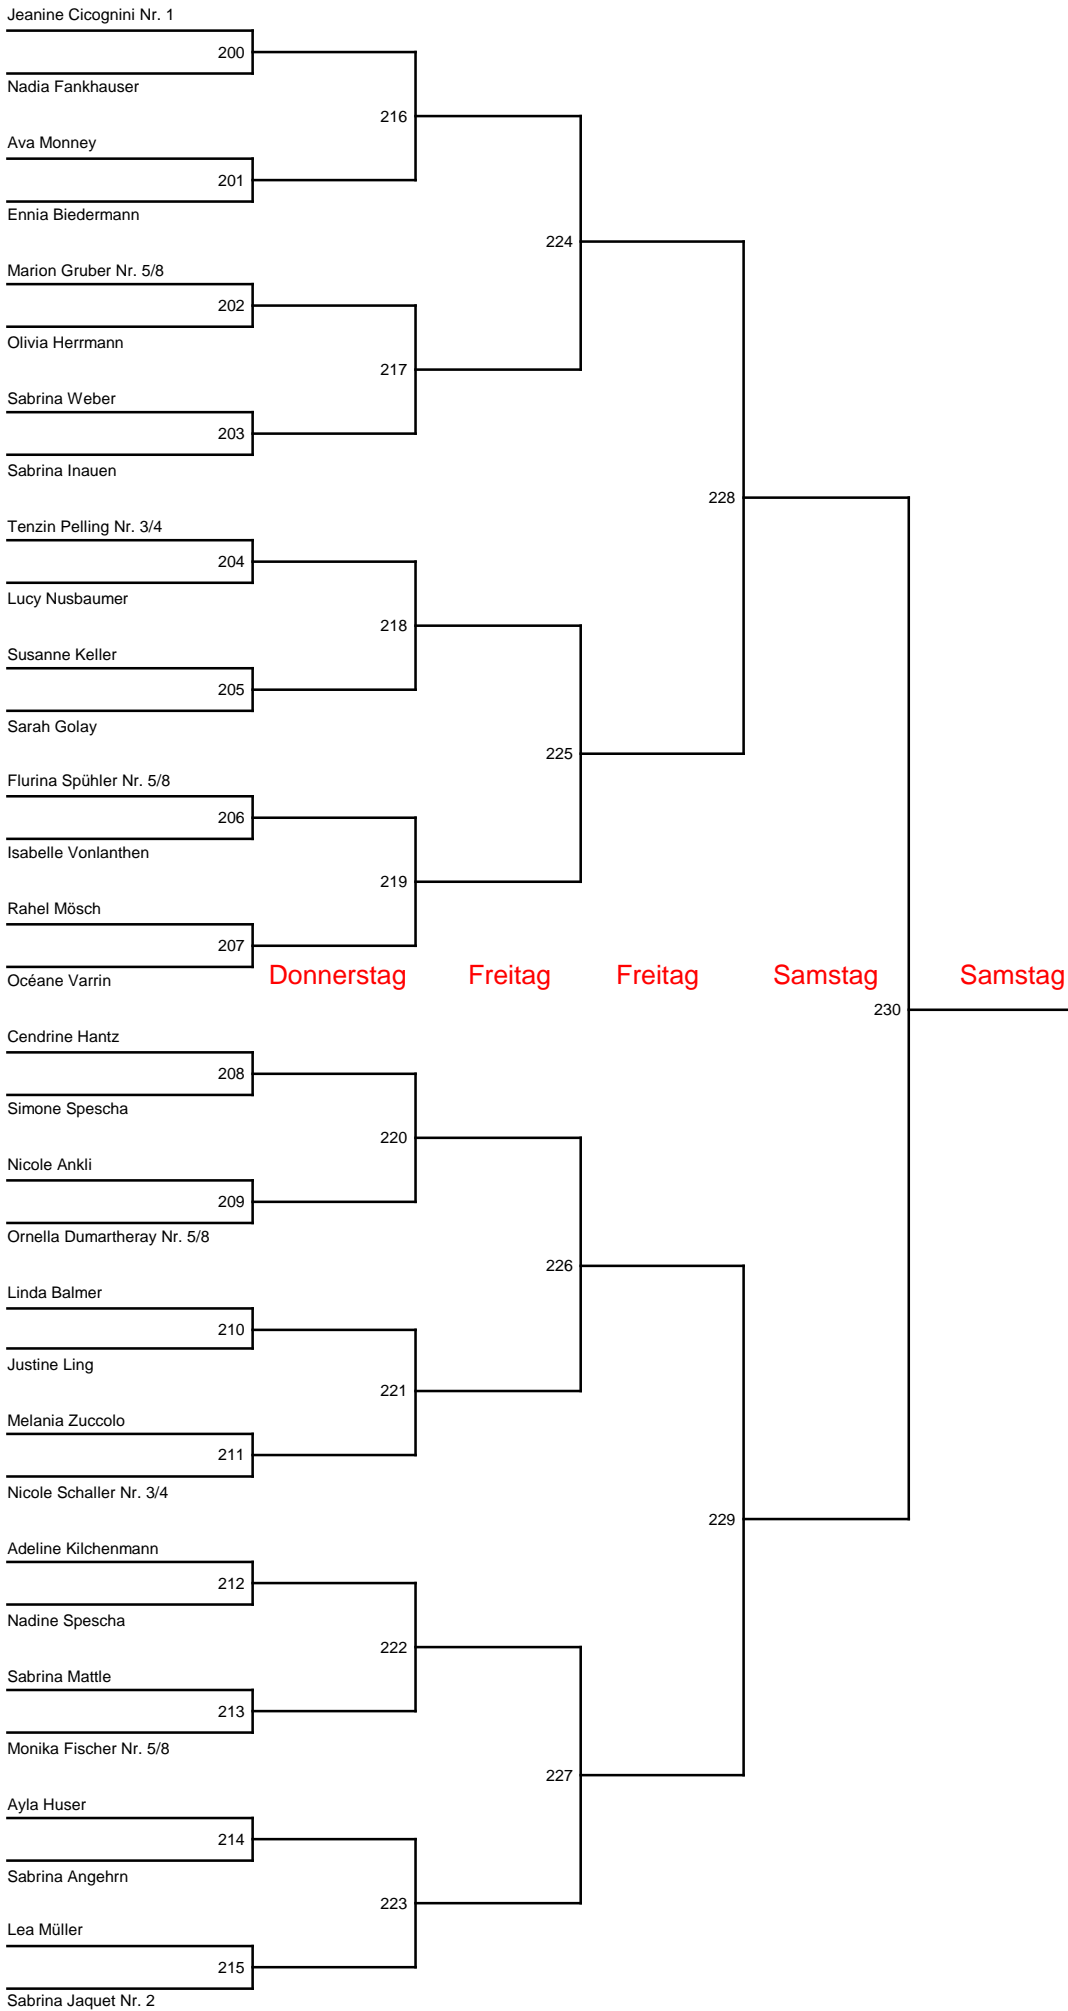 Jeanine Cicognini Nr. 1
200
Nadia Fankhauser
216
Ava Monney
201
Ennia Biedermann
224
Marion Gruber Nr. 5/8
202
Olivia Herrmann
217
Sabrina Weber
203
Sabrina Inauen
228
Tenzin Pelling Nr. 3/4
204
Lucy Nusbaumer
218
Susanne Keller
205
Sarah Golay
225
Flurina Spühler Nr. 5/8
206
Isabelle Vonlanthen
219
Rahel Mösch
207
Océane Varrin
Donnerstag Freitag Freitag Samstag Samstag
230
Cendrine Hantz
208
Simone Spescha
220
Nicole Ankli
209
Ornella Dumartheray Nr. 5/8
226
Linda Balmer
210
Justine Ling
221
Melania Zuccolo
211
Nicole Schaller Nr. 3/4
229
Adeline Kilchenmann
212
Nadine Spescha
222
Sabrina Mattle
213
Monika Fischer Nr. 5/8
227
Ayla Huser
214
Sabrina Angehrn
223
Lea Müller
215
Sabrina Jaquet Nr. 2